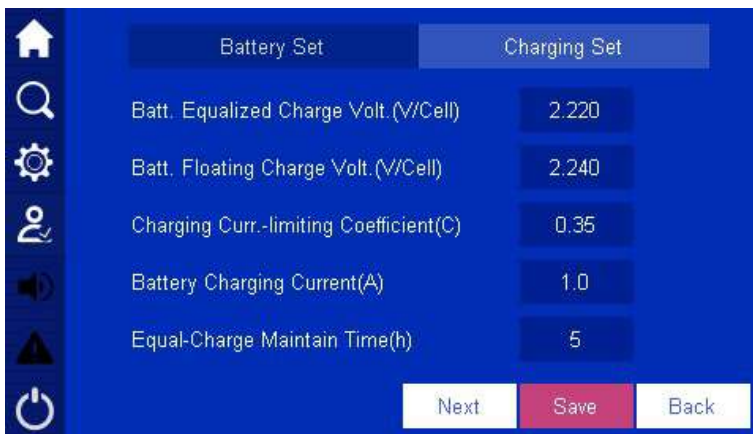 Battery Set Charging Set
Batt. Equalized Charge Volt.(V/Cell) 2.220
Batt. Floating Charge Volt.(V/Cell) 2.240
Charging Curr.-limiting Coefficient(C) 0.35
Battery Charging Current(A) 1.0
Equal-Charge Maintain Time(h) 5
Next Save Back